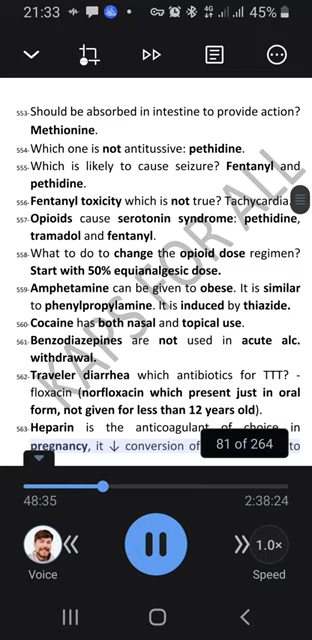 21:33 4G 45%
553- Should be absorbed in intestine to provide action?
Methionine.
554- Which one is not antitussive: pethidine.
555- Which is likely to cause seizure? Fentanyl and
pethidine.
556- Fentanyl toxicity which is not true? Tachycardia.
557- Opioids cause serotonin syndrome: pethidine,
tramadol and fentanyl.
558- What to do to change the opioid dose regimen?
Start with 50% equianalgesic dose.
559- Amphetamine can be given to obese. It is similar
to phenylpropylamine. It is induced by thiazide.
560- Cocaine has both nasal and topical use.
561- Benzodiazepines are not used in acute alc.
withdrawal.
562- Traveler diarrhea which antibiotics for TTT? -
floxacin (norfloxacin which present just in oral
form, not given for less than 12 years old).
563- Heparin is the anticoagulant of choice in
pregnancy, it ↓ conversion of to
KAPS FOR ALL
81 of 264
48:35 2:38:24
1.0×
Voice Speed